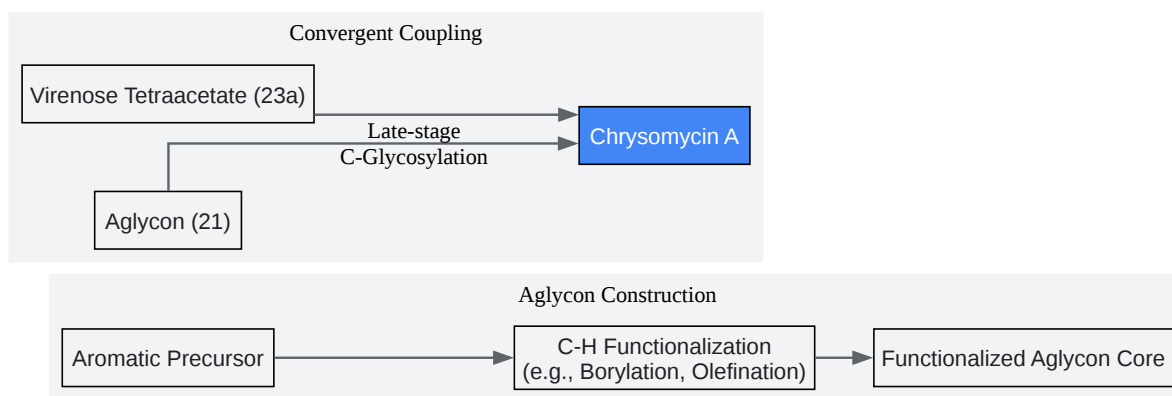 Convergent Coupling
Virenose Tetraacetate (23a)
Chrysomycin A
Late-stage
C-Glycosylation
Aglycon (21)
Aglycon Construction
Aromatic Precursor
C-H Functionalization
(e.g., Borylation, Olefination)
Functionalized Aglycon Core